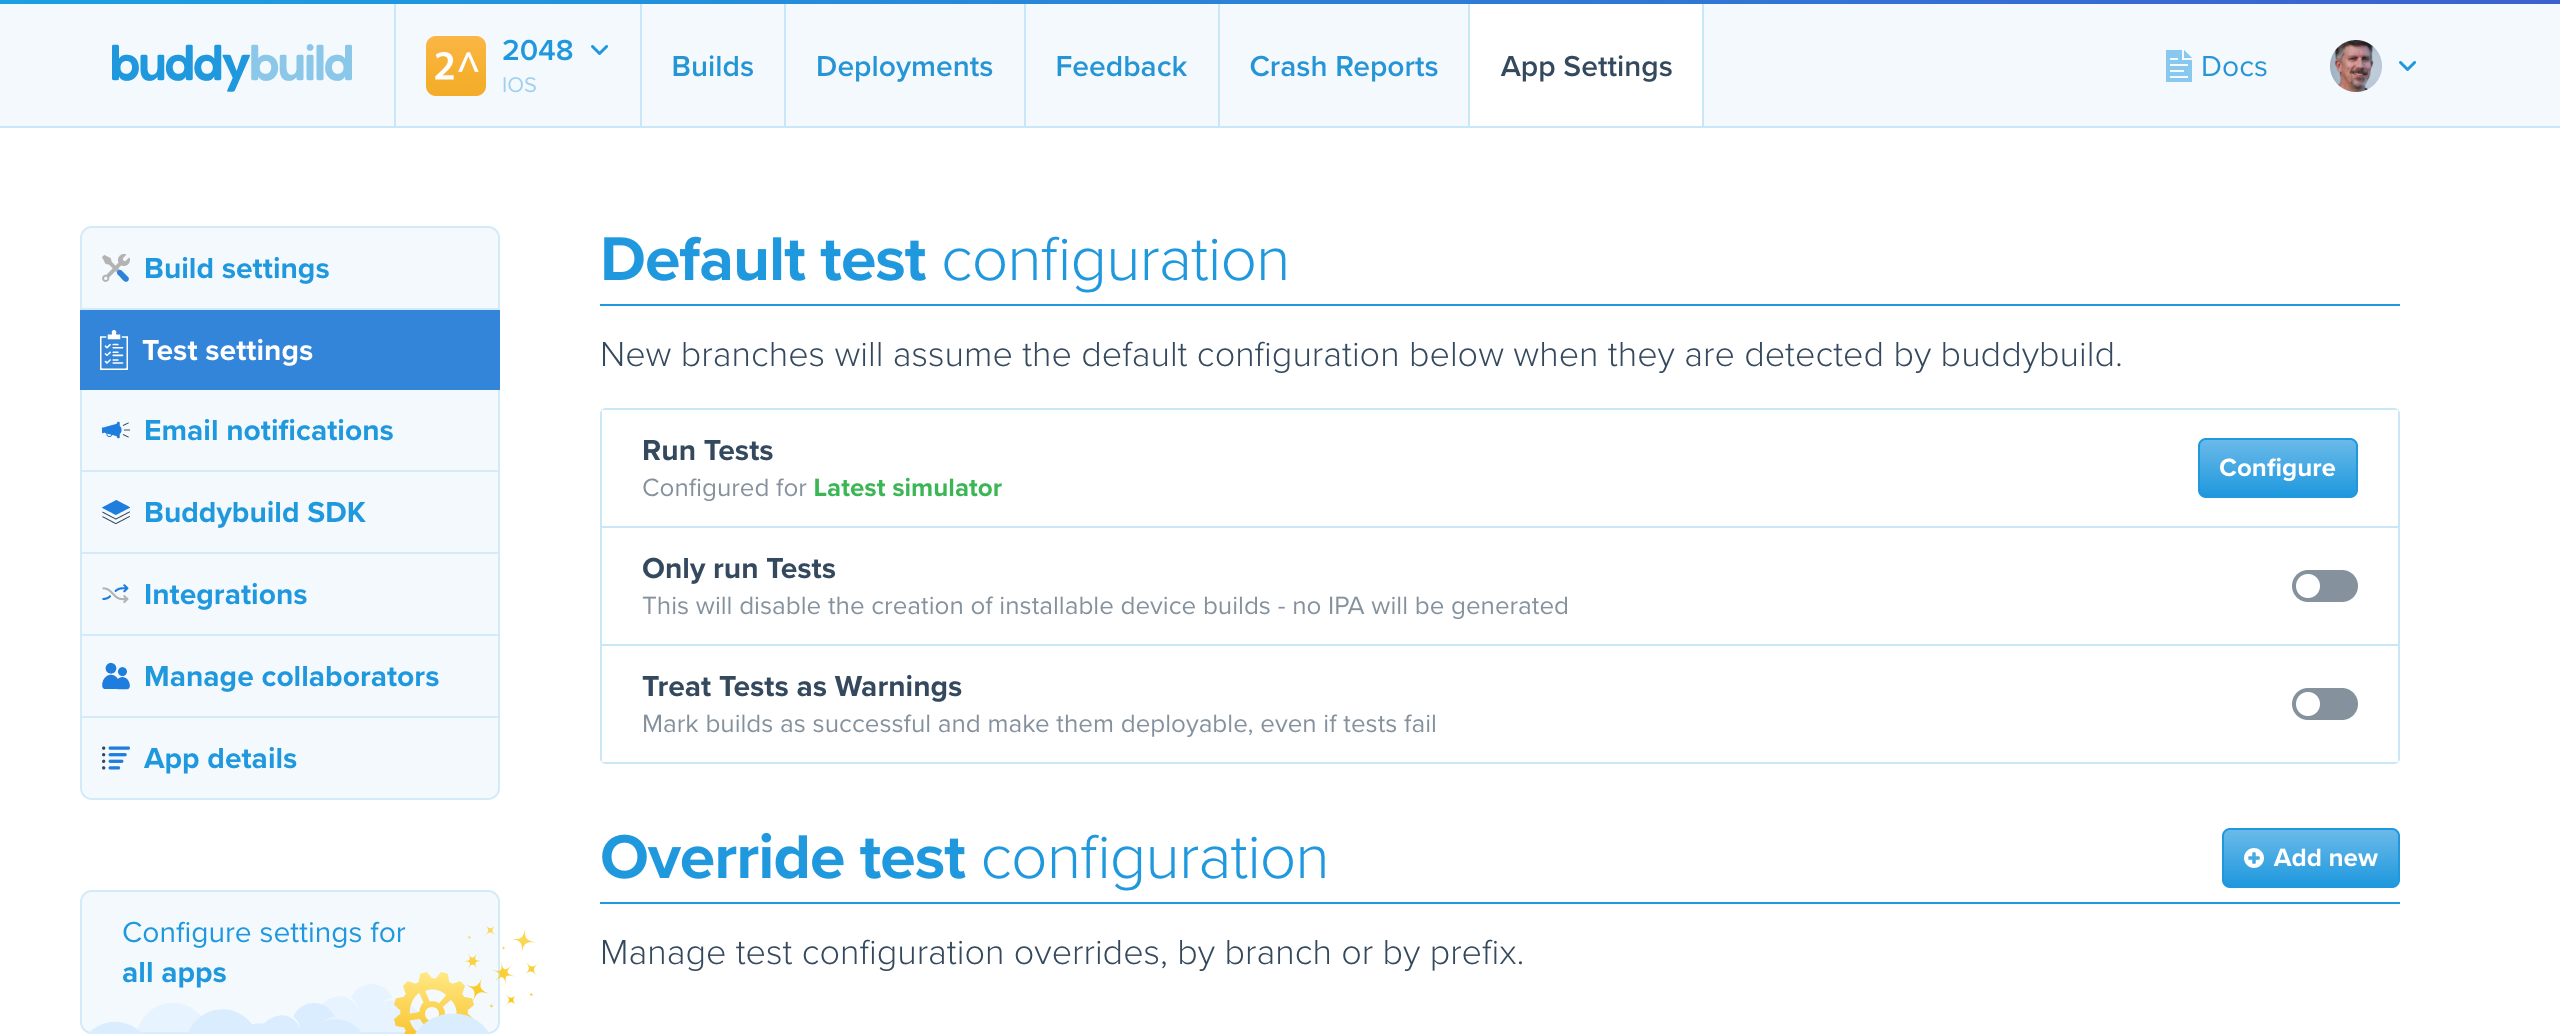 buddybuild
2^
2048
IOS
Builds
Deployments
Feedback
Crash Reports
App Settings
Docs
Build settings
Test settings
Email notifications
Buddybuild SDK
Integrations
Manage collaborators
App details
Configure settings for
all apps
Default test configuration
New branches will assume the default configuration below when they are detected by buddybuild.
Run Tests
Configured for Latest simulator
Configure
Only run Tests
This will disable the creation of installable device builds - no IPA will be generated
Treat Tests as Warnings
Mark builds as successful and make them deployable, even if tests fail
Override test configuration
Add new
Manage test configuration overrides, by branch or by prefix.